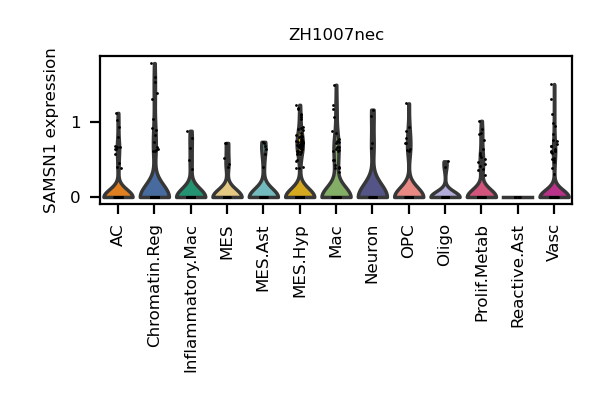 ZH1007nec
SAMSN1 expression
1
0
AC
Chromatin.Reg
Inflammatory.Mac
MES
MES.Ast
MES.Hyp
Mac
Neuron
OPC
Oligo
Prolif.Metab
Reactive.Ast
Vasc